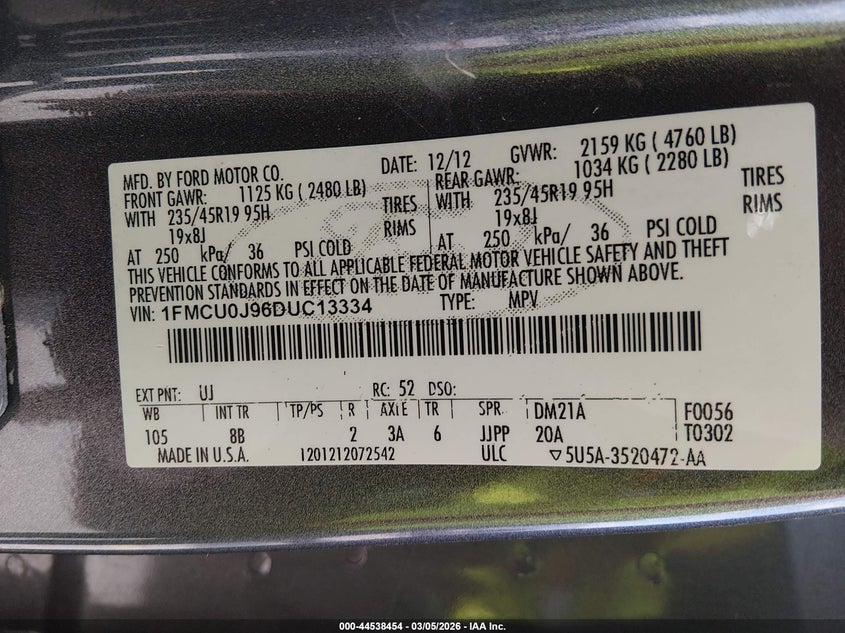 MFD. BY FORD MOTOR CO. DATE: 12/12 GVWR: 2159 KG ( 4760 LB)
FRONT GAWR: 1125 KG ( 2480 LB) REAR GAWR: 1034 KG ( 2280 LB)
WITH 235/45R19 95H TIRES WITH 235/45R19 95H TIRES
19x8J RIMS 19x8J RIMS
AT 250 kPa/ 36 PSI COLD AT 250 kPa/ 36 PSI COLD
THIS VEHICLE CONFORMS TO ALL APPLICABLE FEDERAL MOTOR VEHICLE SAFETY AND THEFT
PREVENTION STANDARDS IN EFFECT ON THE DATE OF MANUFACTURE SHOWN ABOVE.
VIN: 1FMCU0J96DUC13334 TYPE: MPV
EXT PNT: UJ RC: 52 DSO:
WB INT TR TP/PS R AXLE TR SPR DM21A F0056
105 8B 2 3A 6 JJPP 20A T0302
MADE IN U.S.A. 1201212072542 ULC ▽5U5A-3520472-AA
000-44538454 | 03/05/2026 - IAA Inc.